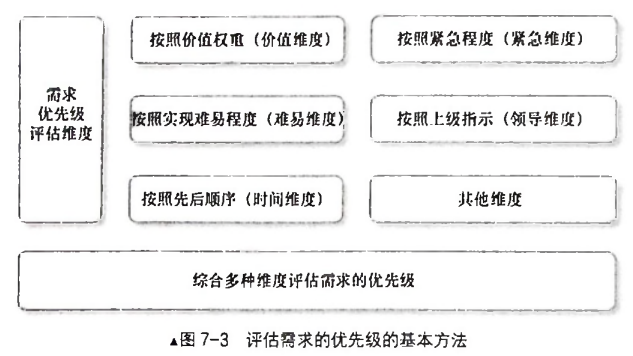 需求
优先级
评估维度
按照价值权重（价值维度）
按照紧急程度（紧急维度）
按照实现难易程度（难易维度）
按照上级指示（领导维度）
按照先后顺序（时间维度）
其他维度
综合多种维度评估需求的优先级
▲图 7-3 评估需求的优先级的基本方法